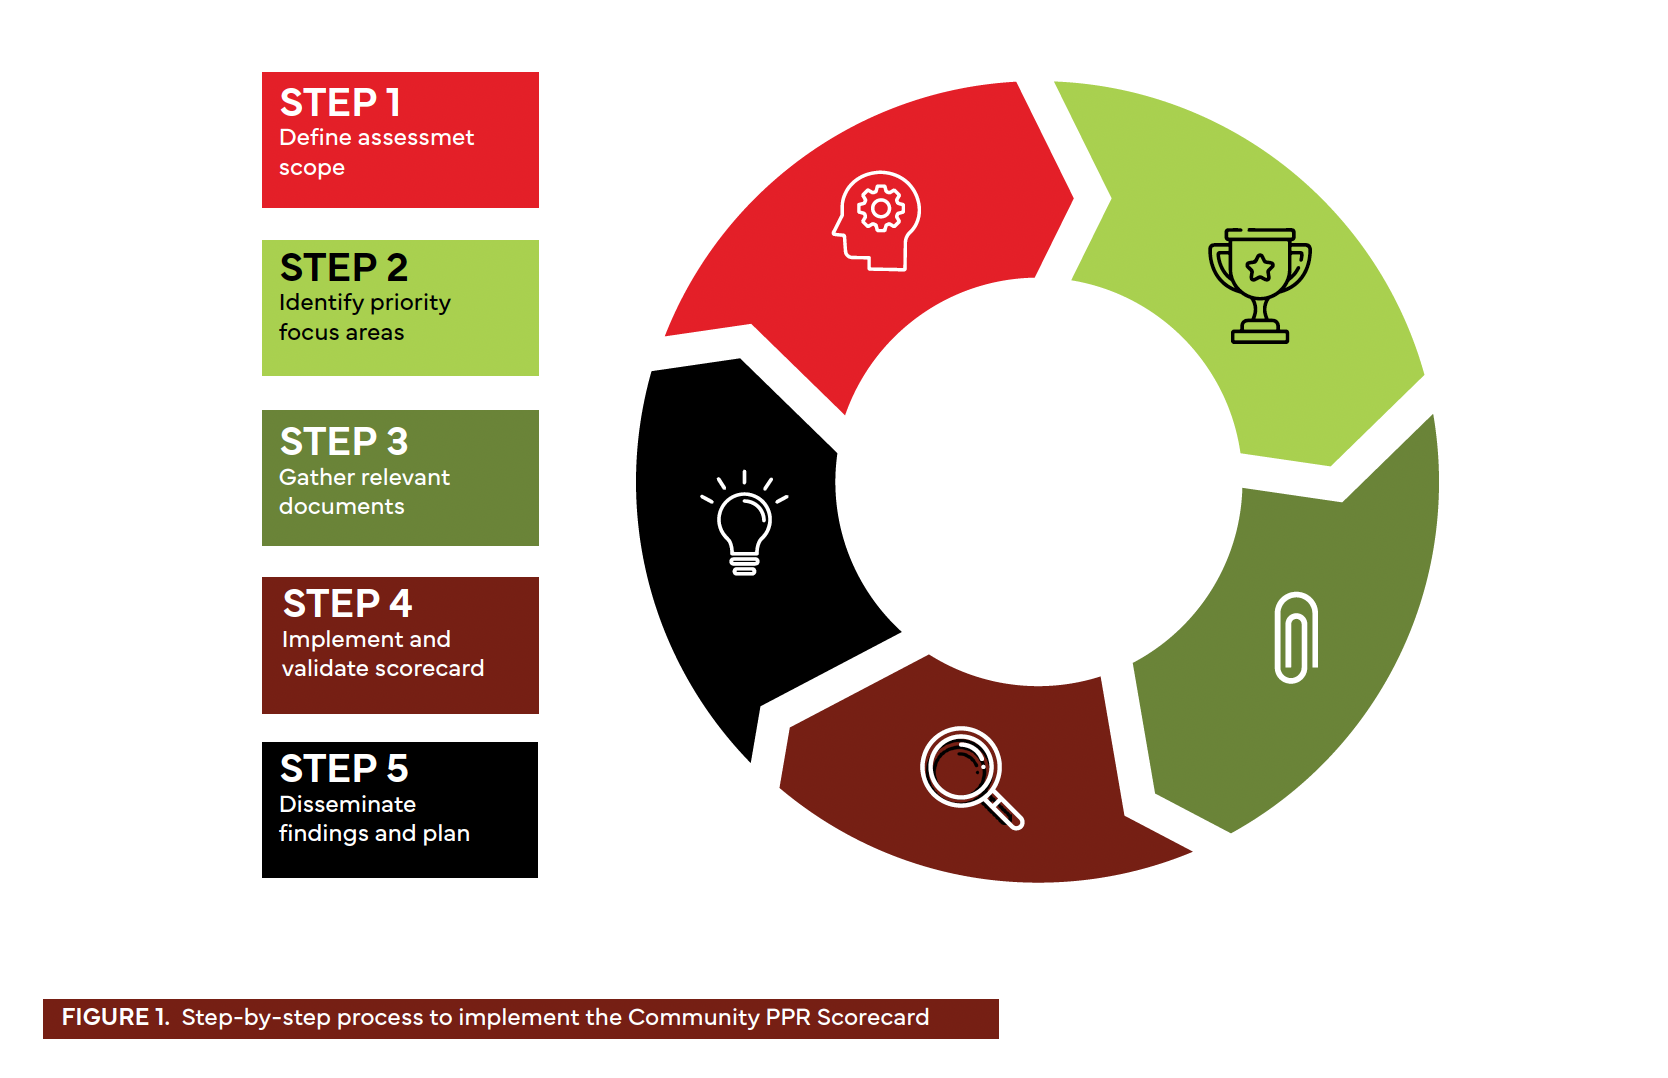 STEP 1
Define assessmet
scope
STEP 2
Identify priority
focus areas
STEP 3
Gather relevant
documents
STEP 4
Implement and
validate scorecard
STEP 5
Disseminate
findings and plan
FIGURE 1. Step-by-step process to implement the Community PPR Scorecard